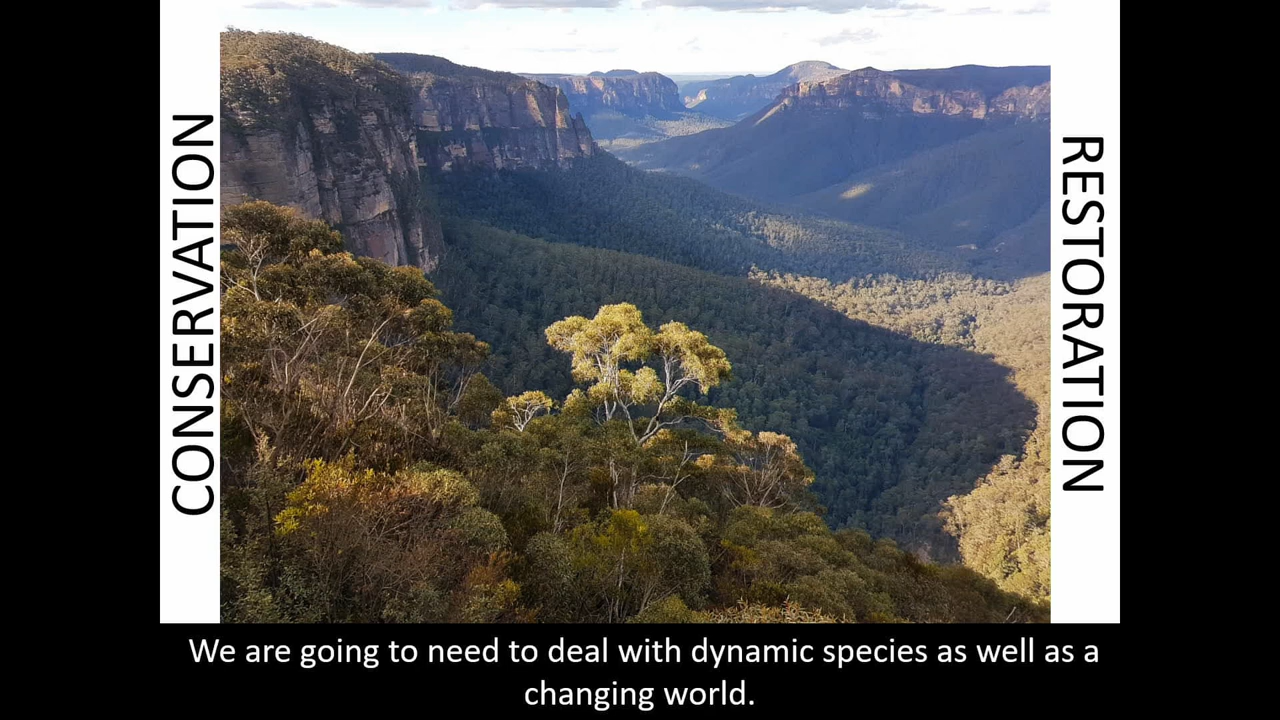 CONSERVATION
RESTORATION
We are going to need to deal with dynamic species as well as a
changing world.